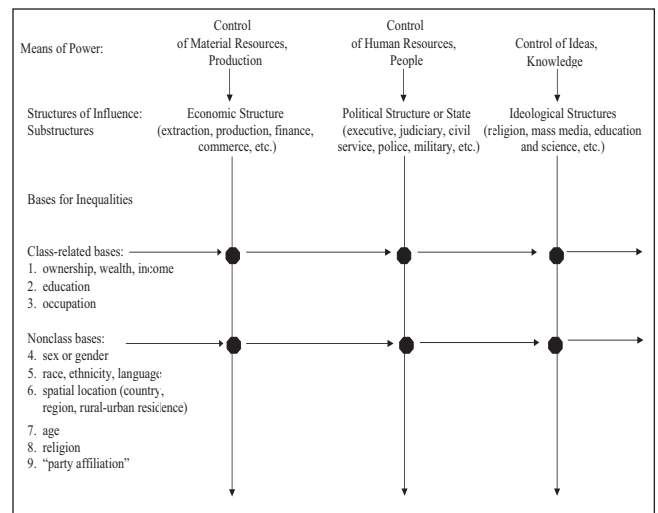 Means of Power:
Control
of Material Resources,
Production
Control
of Human Resources,
People
Control of Ideas,
Knowledge
Structures of Influence:
Substructures
Economic Structure
(extraction, production, finance,
commerce, etc.)
Political Structure or State
(executive, judiciary, civil
service, police, military, etc.)
Ideological Structures
(religion, mass media, education
and science, etc.)
Bases for Inequalities
Class-related bases:
1. ownership, wealth, income
2. education
3. occupation
Nonclass bases:
4. sex or gender
5. race, ethnicity, language
6. spatial location (country,
region, rural-urban residence)
7. age
8. religion
9. “party affiliation”